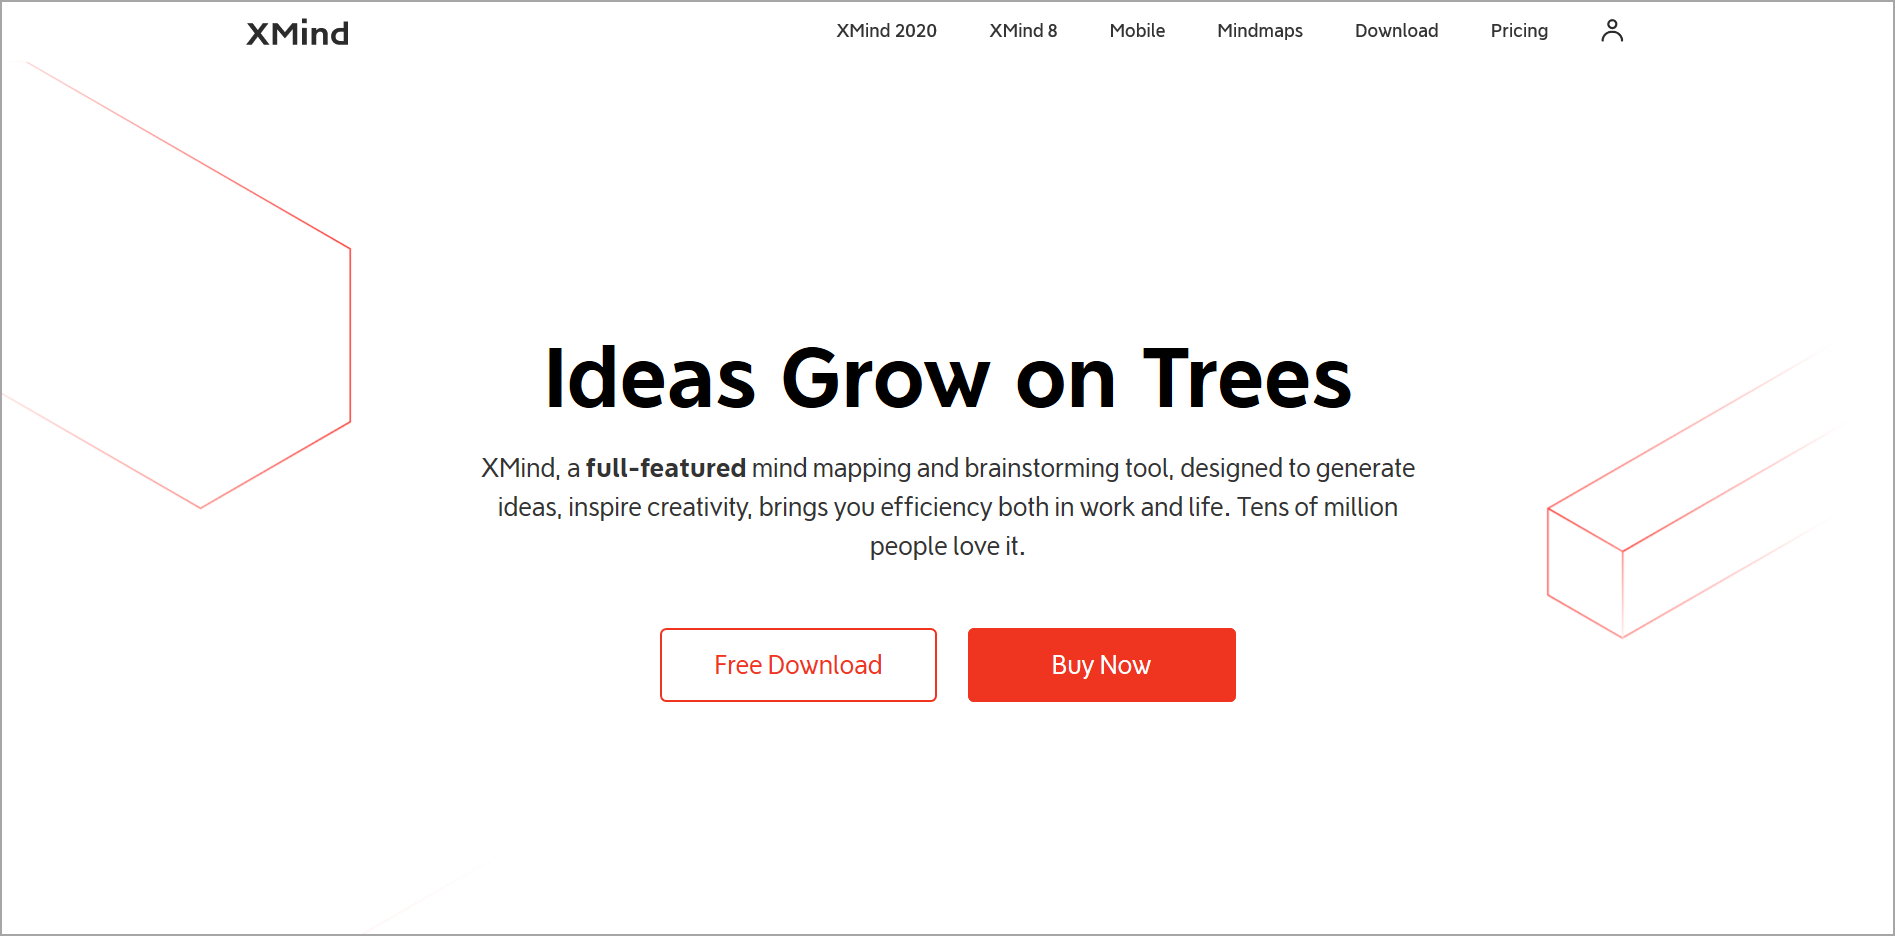 XMind
XMind 2020
XMind 8
Mobile
Mindmaps
Download
Pricing
Ideas Grow on Trees
XMind, a full-featured mind mapping and brainstorming tool, designed to generate
ideas, inspire creativity, brings you efficiency both in work and life. Tens of million
people love it.
Free Download
Buy Now